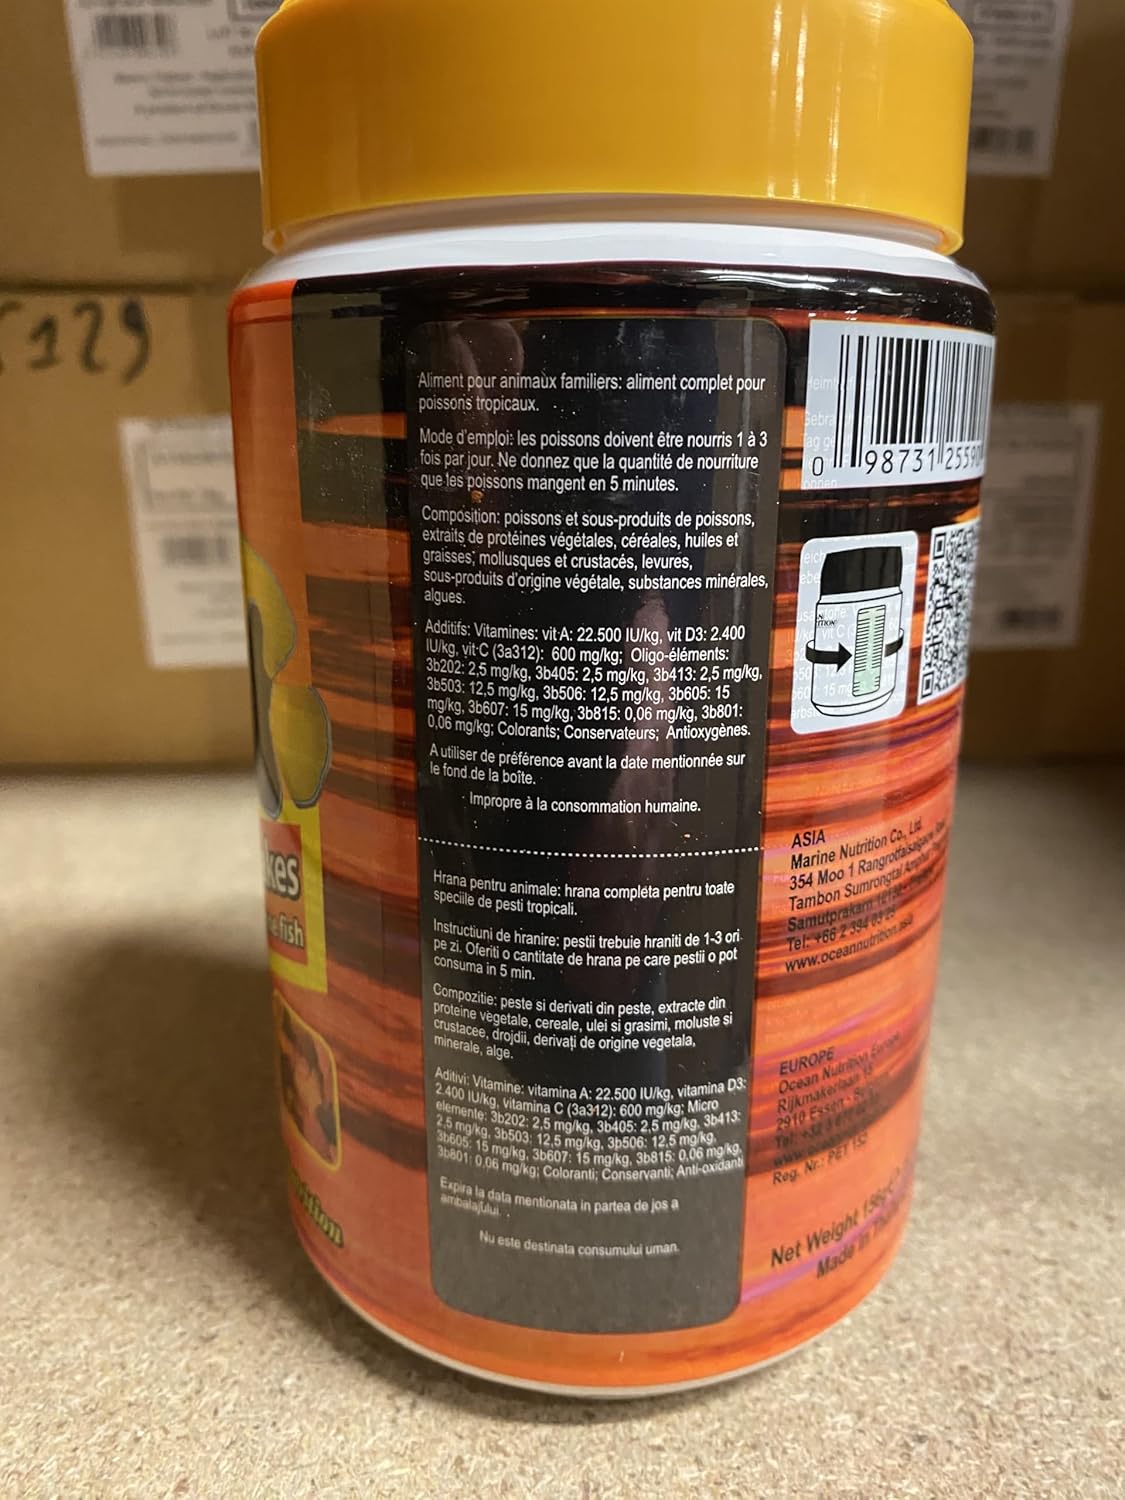 5129
Aliment pour animaux familiers: aliment complet pour
poissons tropicaux.
Mode d'emploi: les poissons doivent être nourris 1 à 3
fois par jour. Ne donnez que la quantité de nourriture
que les poissons mangent en 5 minutes.
Composition: poissons et sous-produits de poissons,
extraits de protéines végétales, céréales, huiles et
graisses, mollusques et crustacés, levures,
sous-produits d'origine végétale, substances minérales,
algues.
Additifs: Vitamines: vit A: 22.500 IU/kg, vit D3: 2.400
IU/kg, vit C (3a312): 600 mg/kg; Oligo-éléments:
3b202: 2,5 mg/kg, 3b405: 2,5 mg/kg, 3b413: 2,5 mg/kg,
3b503: 12,5 mg/kg, 3b506: 12,5 mg/kg, 3b605: 15
mg/kg, 3b607: 15 mg/kg, 3b815: 0,06 mg/kg, 3b801:
0,06 mg/kg; Colorants; Conservateurs; Antioxygènes.
A utiliser de préférence avant la date mentionnée sur
le fond de la boîte.
Impropre à la consommation humaine.
Hrana pentru animale: hrana completa pentru toate
speciile de pesti tropicali.
Instructiuni de hranire: pestii trebuie hraniti de 1-3 ori
pe zi. Oferiti o cantitate de hrana pe care pestii o pot
consuma in 5 min.
Compozitie: peste si derivati din peste, extracte din
proteine vegetale, cereale, ulei si grasimi, moluste si
crustacee, drojdii, derivați de origine vegetala,
minerale, alge.
Aditivi: Vitamine: vitamina A: 22.500 IU/kg, vitamina D3:
2.400 IU/kg, vitamina C (3a312): 600 mg/kg; Micro
elemente: 3b202: 2,5 mg/kg, 3b405: 2,5 mg/kg, 3b413:
2,5 mg/kg, 3b503: 12,5 mg/kg, 3b506: 12,5 mg/kg,
3b605: 15 mg/kg, 3b607: 15 mg/kg, 3b815: 0,06 mg/kg,
3b801: 0,06 mg/kg; Coloranti; Conservanti; Anti-oxidanti
Expira la data mentionata in partea de jos a
ambalajului.
Nu este destinata consumului uman.
0 98731 2559
ASIA
Marine Nutrition Co., Ltd.
354 Moo 1
Tambon Sumrongtai
Samutprakarn
Tel: +66 2 394 03 28
www.oceannutrition.asia
EUROPE
Ocean Nutrition Europe
Rijkmakerlaan 15
2910 Essen
Reg. Nr.: PET 152
Net Weight 156g
Made in
kes
fish